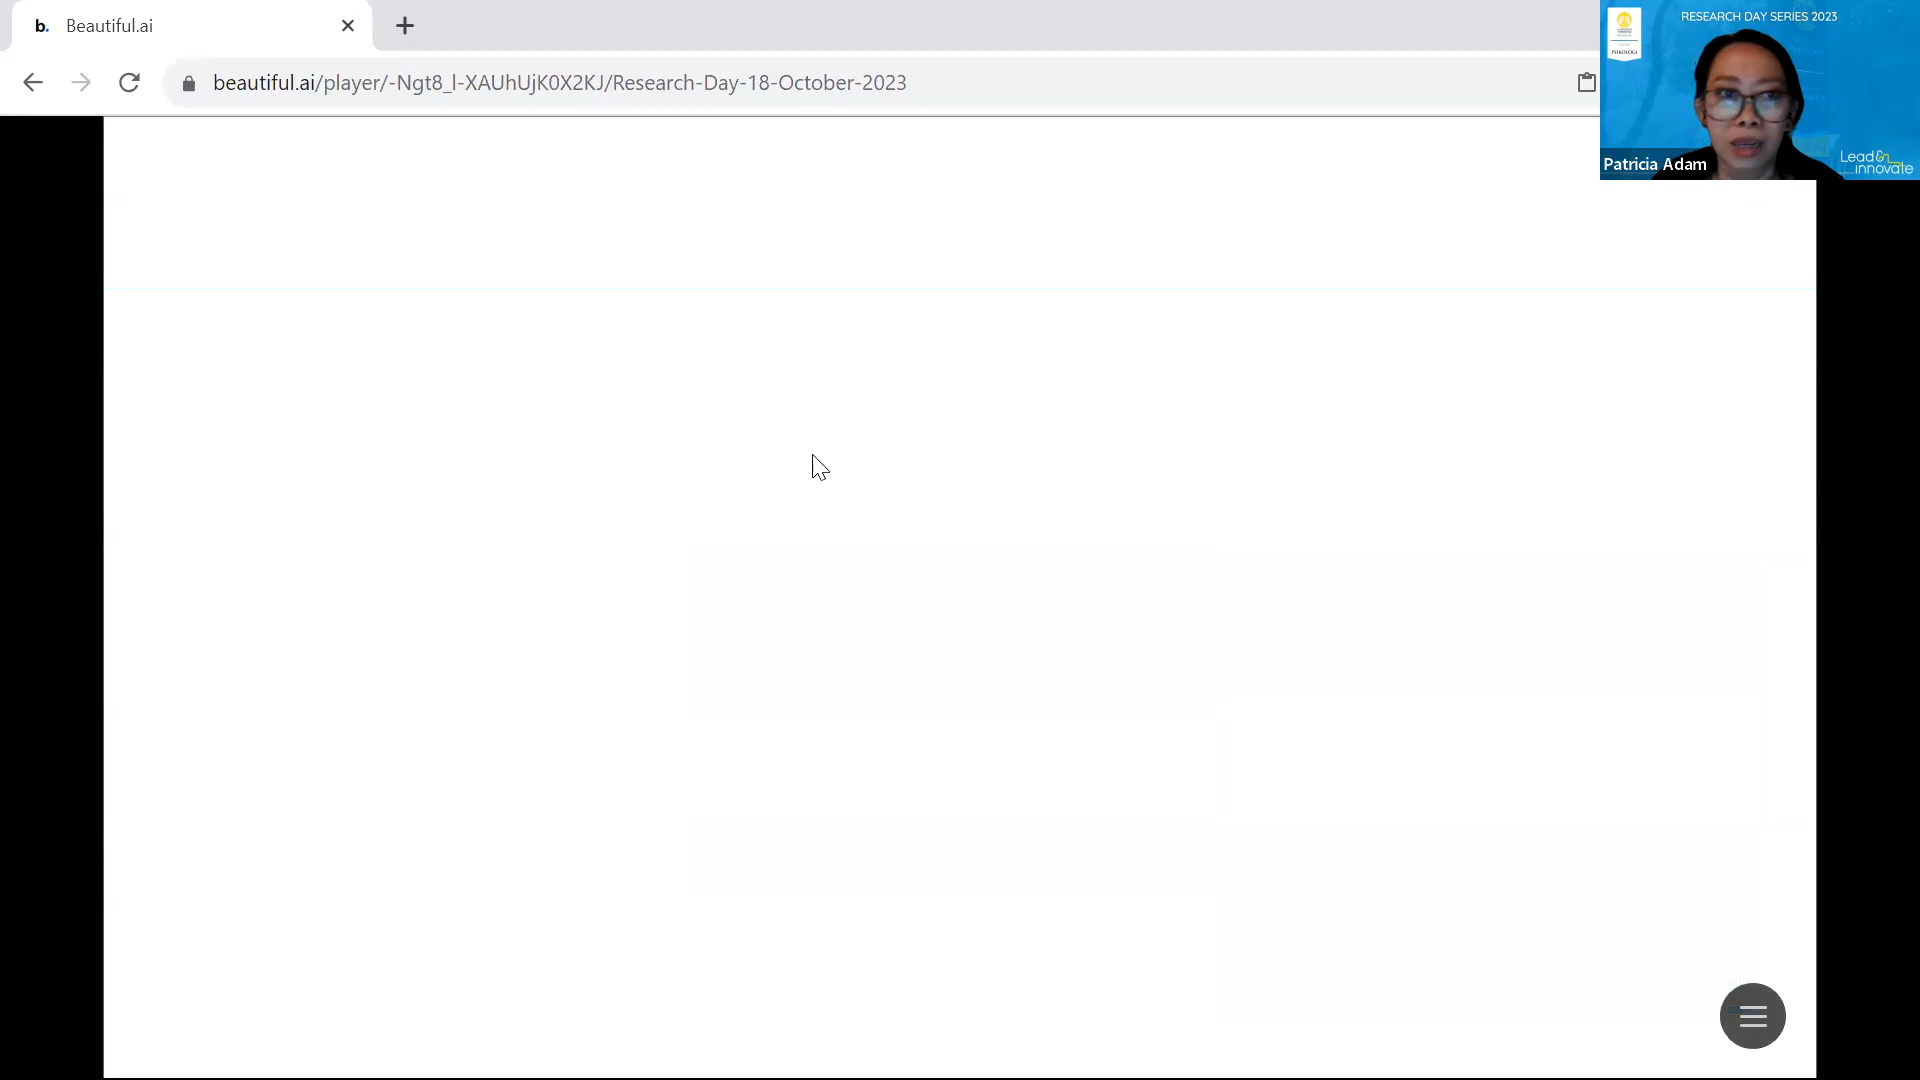 b. Beautiful.ai
beautiful.ai/player/-Ngt8_l-XAUhUjK0X2KJ/Research-Day-18-October-2023
RESEARCH DAY SERIES 2023
PSIKOLOGI
Patricia Adam
Lead&
innovate